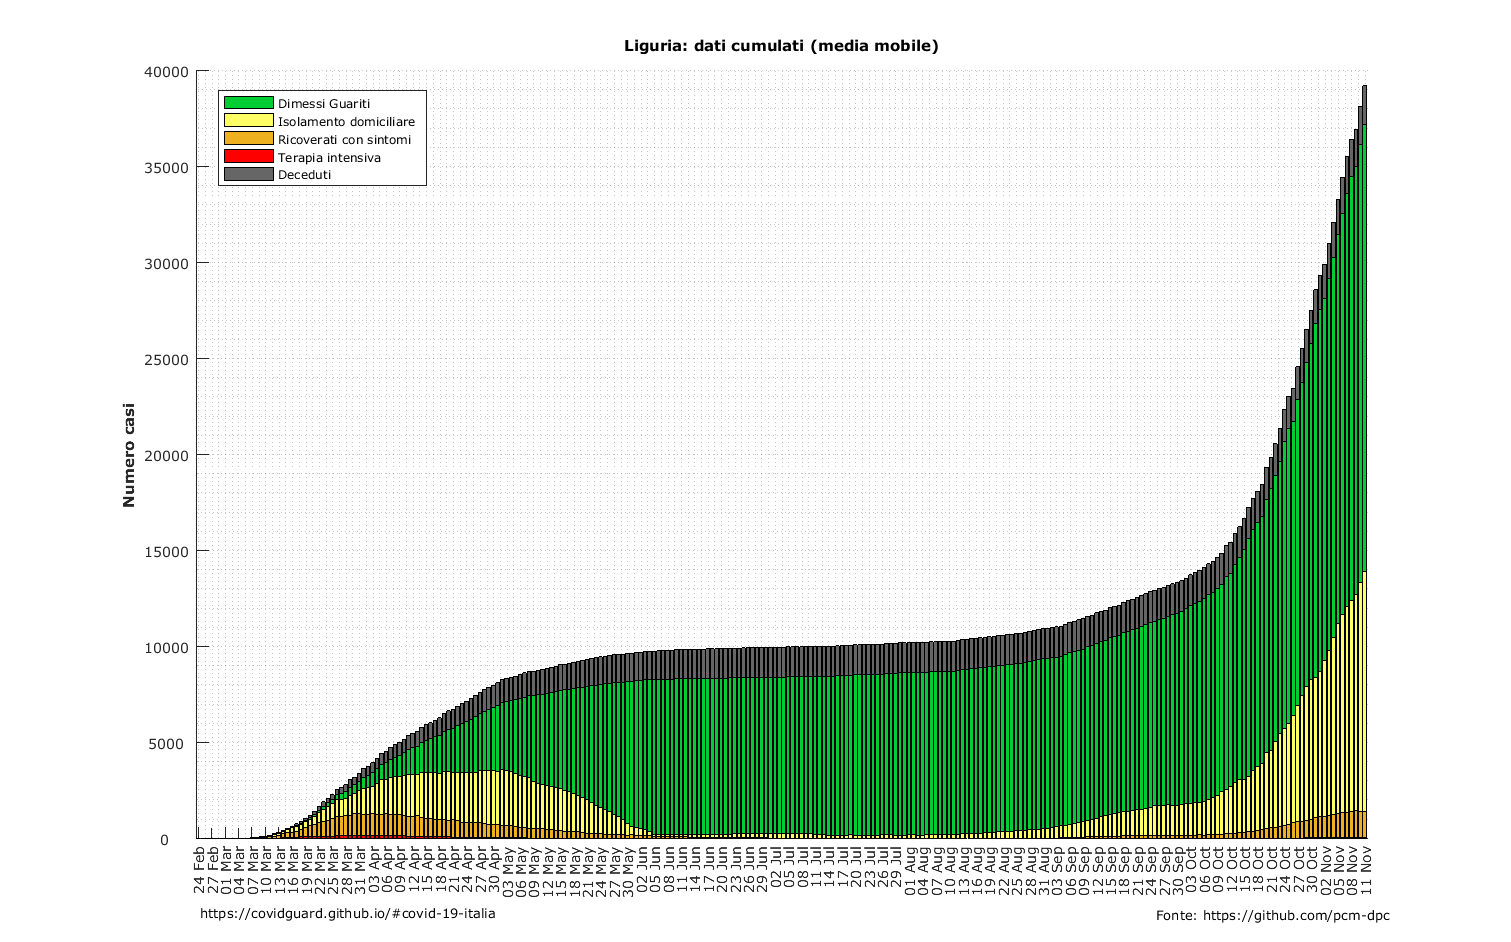 Liguria: dati cumulati (media mobile)
40000
35000
30000
25000
20000
15000
10000
5000
0
Numero casi
Dimessi Guariti
Isolamento domiciliare
Ricoverati con sintomi
Terapia intensiva
Deceduti
24 Feb
27 Feb
01 Mar
04 Mar
07 Mar
10 Mar
13 Mar
16 Mar
19 Mar
22 Mar
25 Mar
28 Mar
31 Mar
03 Apr
06 Apr
09 Apr
12 Apr
15 Apr
18 Apr
21 Apr
24 Apr
27 Apr
30 Apr
03 May
06 May
09 May
12 May
15 May
18 May
21 May
24 May
27 May
30 May
02 Jun
05 Jun
08 Jun
11 Jun
14 Jun
17 Jun
20 Jun
23 Jun
26 Jun
29 Jun
02 Jul
05 Jul
08 Jul
11 Jul
14 Jul
17 Jul
20 Jul
23 Jul
26 Jul
29 Jul
01 Aug
04 Aug
07 Aug
10 Aug
13 Aug
16 Aug
19 Aug
22 Aug
25 Aug
28 Aug
31 Aug
03 Sep
06 Sep
09 Sep
12 Sep
15 Sep
18 Sep
21 Sep
24 Sep
27 Sep
30 Sep
03 Oct
06 Oct
09 Oct
12 Oct
15 Oct
18 Oct
21 Oct
24 Oct
27 Oct
30 Oct
02 Nov
05 Nov
08 Nov
11 Nov
https://covidguard.github.io/#covid-19-italia
Fonte: https://github.com/pcm-dpc